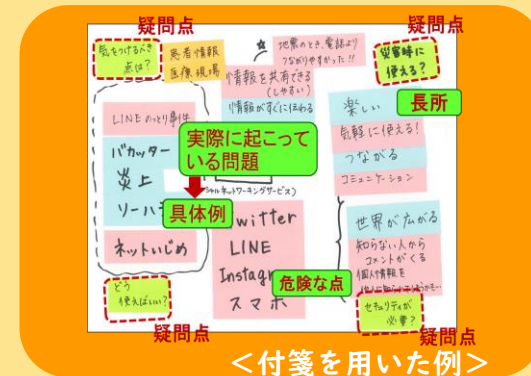 疑問点
疑問点
気をつけるべき
点は?
患者情報
医療現場
地震のとき、電話より
つながりやすかった!!
災害時に
使える?
情報を共有できる
(しやすい)
情報がすぐに伝わる
長所
楽しい
気軽に使える!
つながる
コミュニケーション
LINEのっとり事件
バカッター
炎上
ソーハラ
ネットいじめ
実際に起こって
いる問題
具体例
ャルネットワーキングサービス)
witter
LINE
Instagr
スマホ
世界が広がる
知らない人から
コメントがくる
個人情報を
危険な点
どう
使えばいい?
セキュリティが
必要?
疑問点
疑問点
<付箋を用いた例>